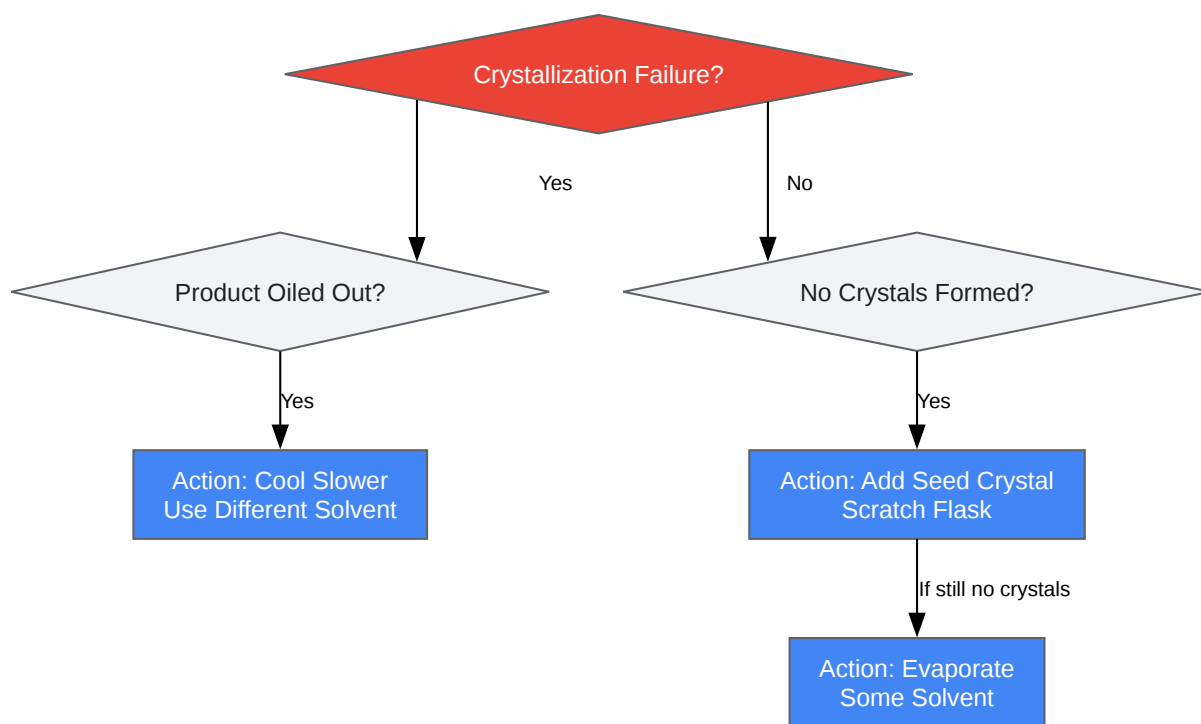 Crystallization Failure?
Yes
No
Product Oiled Out?
No Crystals Formed?
Yes
Yes
Action: Cool Slower
Use Different Solvent
Action: Add Seed Crystal
Scratch Flask
If still no crystals
Action: Evaporate
Some Solvent